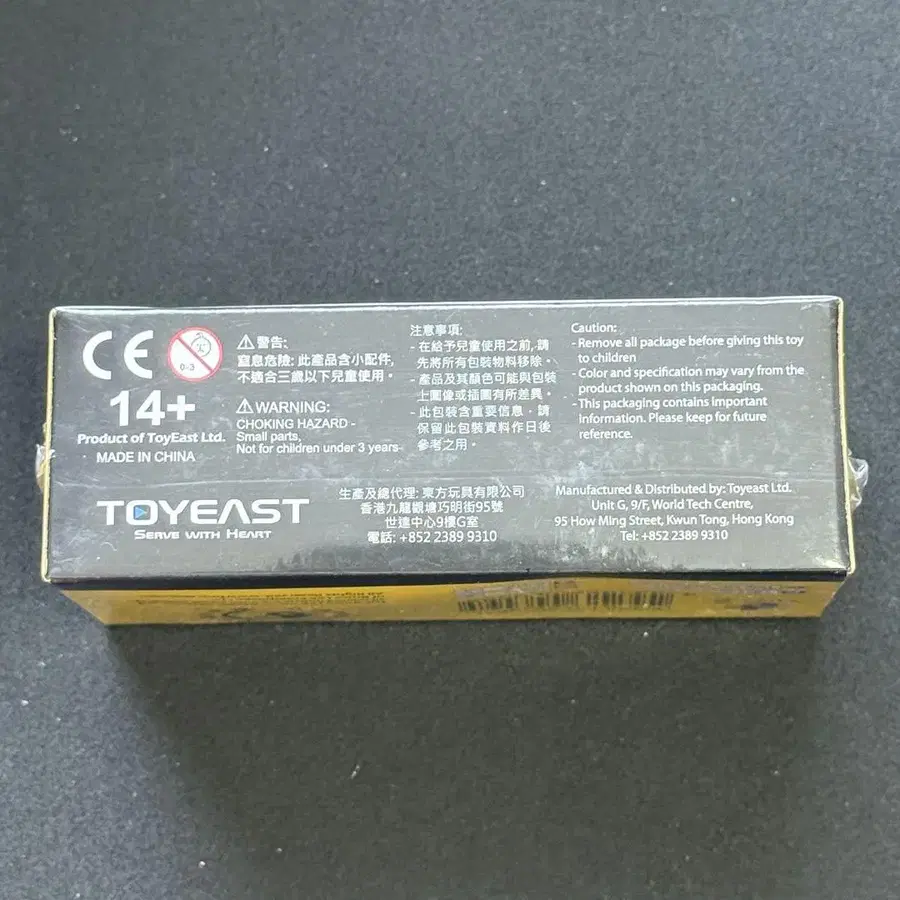 CE
0-3
14+
Product of ToyEast Ltd.
MADE IN CHINA
⚠警告:
窒息危險: 此產品含小配件,
不適合三歲以下兒童使用。
⚠WARNING:
CHOKING HAZARD -
Small parts,
Not for children under 3 years.
注意事項:
- 在給予兒童使用之前, 請
先將所有包裝物料移除。
- 產品及其顏色可能與包裝
上圖像或插圖有所差異。
- 此包裝含重要信息, 請
保留此包裝資料作日後
參考之用。
Caution:
- Remove all package before giving this toy
to children
- Color and specification may vary from the
product shown on this packaging.
- This packaging contains important
information. Please keep for future
reference.
TOYEAST
SERVE WITH HEART
生產及總代理: 東方玩具有限公司
香港九龍觀塘巧明街95號
世達中心9樓G室
電話: +852 2389 9310
Manufactured & Distributed by: Toyeast Ltd.
Unit G, 9/F, World Tech Centre,
95 How Ming Street, Kwun Tong, Hong Kong
Tel: +852 2389 9310